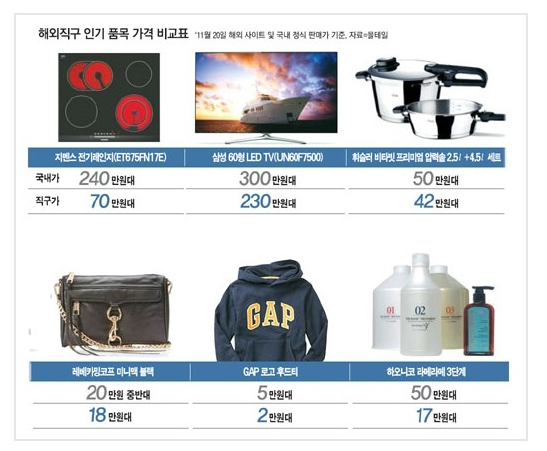 해외직구 인기 품목 가격 비교표 *11월 20일 해외 사이트 및 국내 정식 판매가 기준, 자료=몰테일
지멘스 전기레인지(ET675FN17E) 삼성 60형 LED TV(UN60F7500) 휘슬러 비타빗 프리미엄 압력솥 2.5ℓ+4.5ℓ 세트
국내가 240만원대 300만원대 50만원대
직구가 70만원대 230만원대 42만원대
GAP
01 02 03
레베카밍코프 미니맥 블랙 GAP 로고 후드티 하오니코 라메라메 3단계
20만원 중반대 5만원대 50만원대
18만원대 2만원대 17만원대